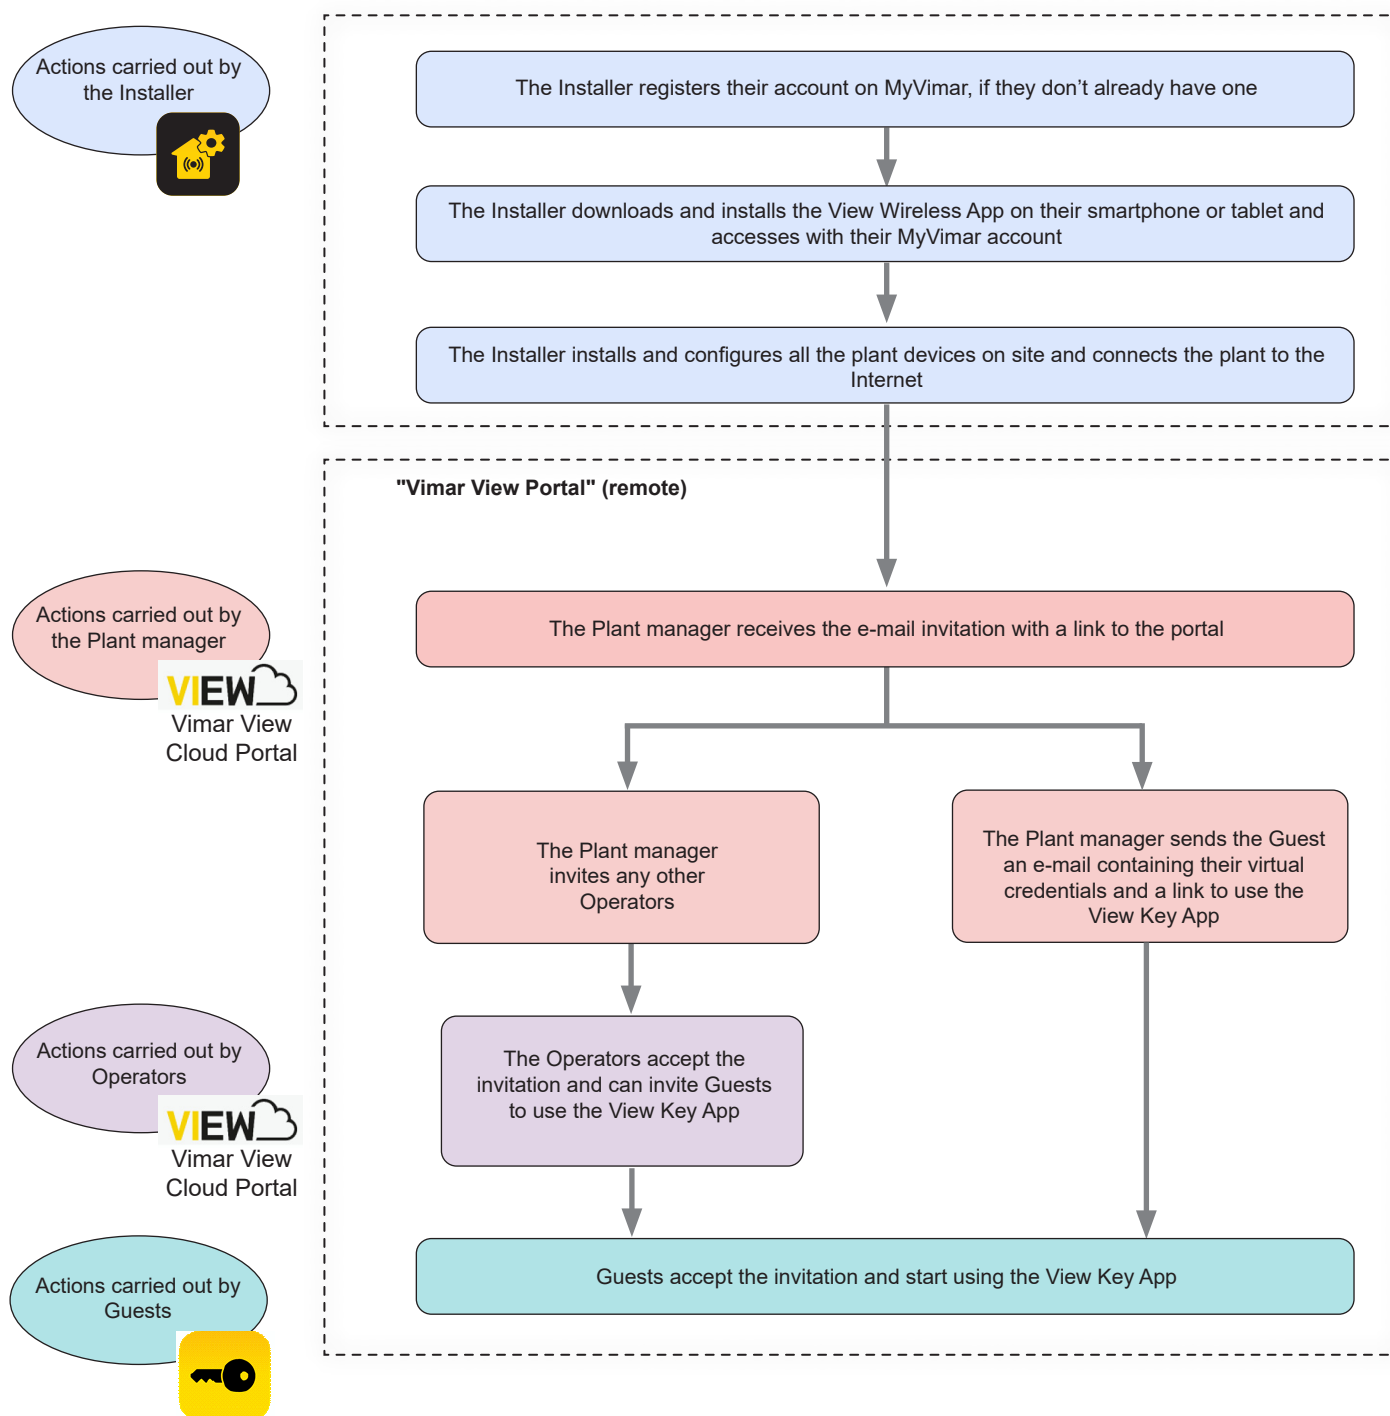 Actions carried out by
the Installer
The Installer registers their account on MyVimar, if they don’t already have one
The Installer downloads and installs the View Wireless App on their smartphone or tablet and
accesses with their MyVimar account
The Installer installs and configures all the plant devices on site and connects the plant to the
Internet
"Vimar View Portal" (remote)
Actions carried out by
the Plant manager
VIEW
Vimar View
Cloud Portal
The Plant manager receives the e-mail invitation with a link to the portal
The Plant manager
invites any other
Operators
The Plant manager sends the Guest
an e-mail containing their virtual
credentials and a link to use the
View Key App
Actions carried out by
Operators
VIEW
Vimar View
Cloud Portal
The Operators accept the
invitation and can invite Guests
to use the View Key App
Actions carried out by
Guests
Guests accept the invitation and start using the View Key App